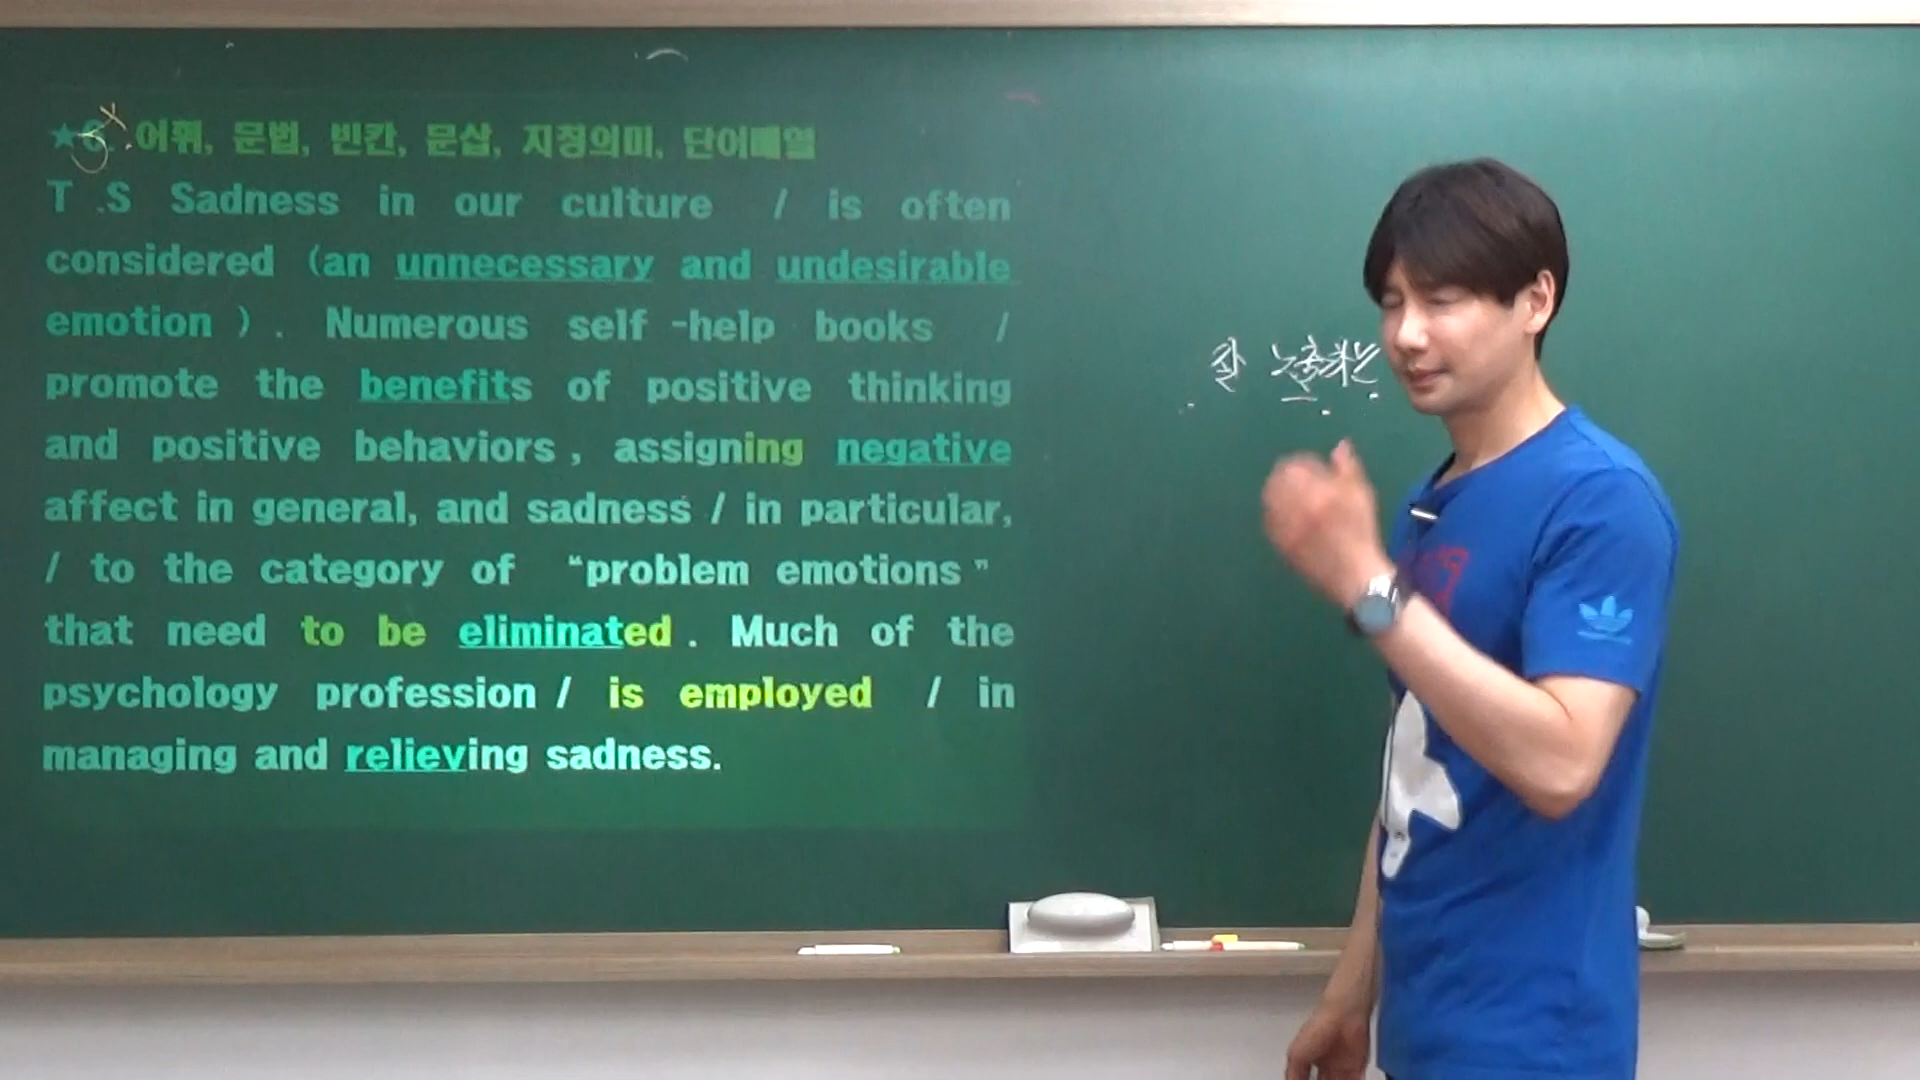 어휘, 문법, 빈칸, 문삽, 지칭의미, 단어배열
T .S Sadness in our culture / is often
considered (an unnecessary and undesirable
emotion ) . Numerous self -help books /
promote the benefits of positive thinking
and positive behaviors , assigning negative
affect in general, and sadness / in particular,
/ to the category of “problem emotions”
that need to be eliminated . Much of the
psychology profession / is employed / in
managing and relieving sadness.